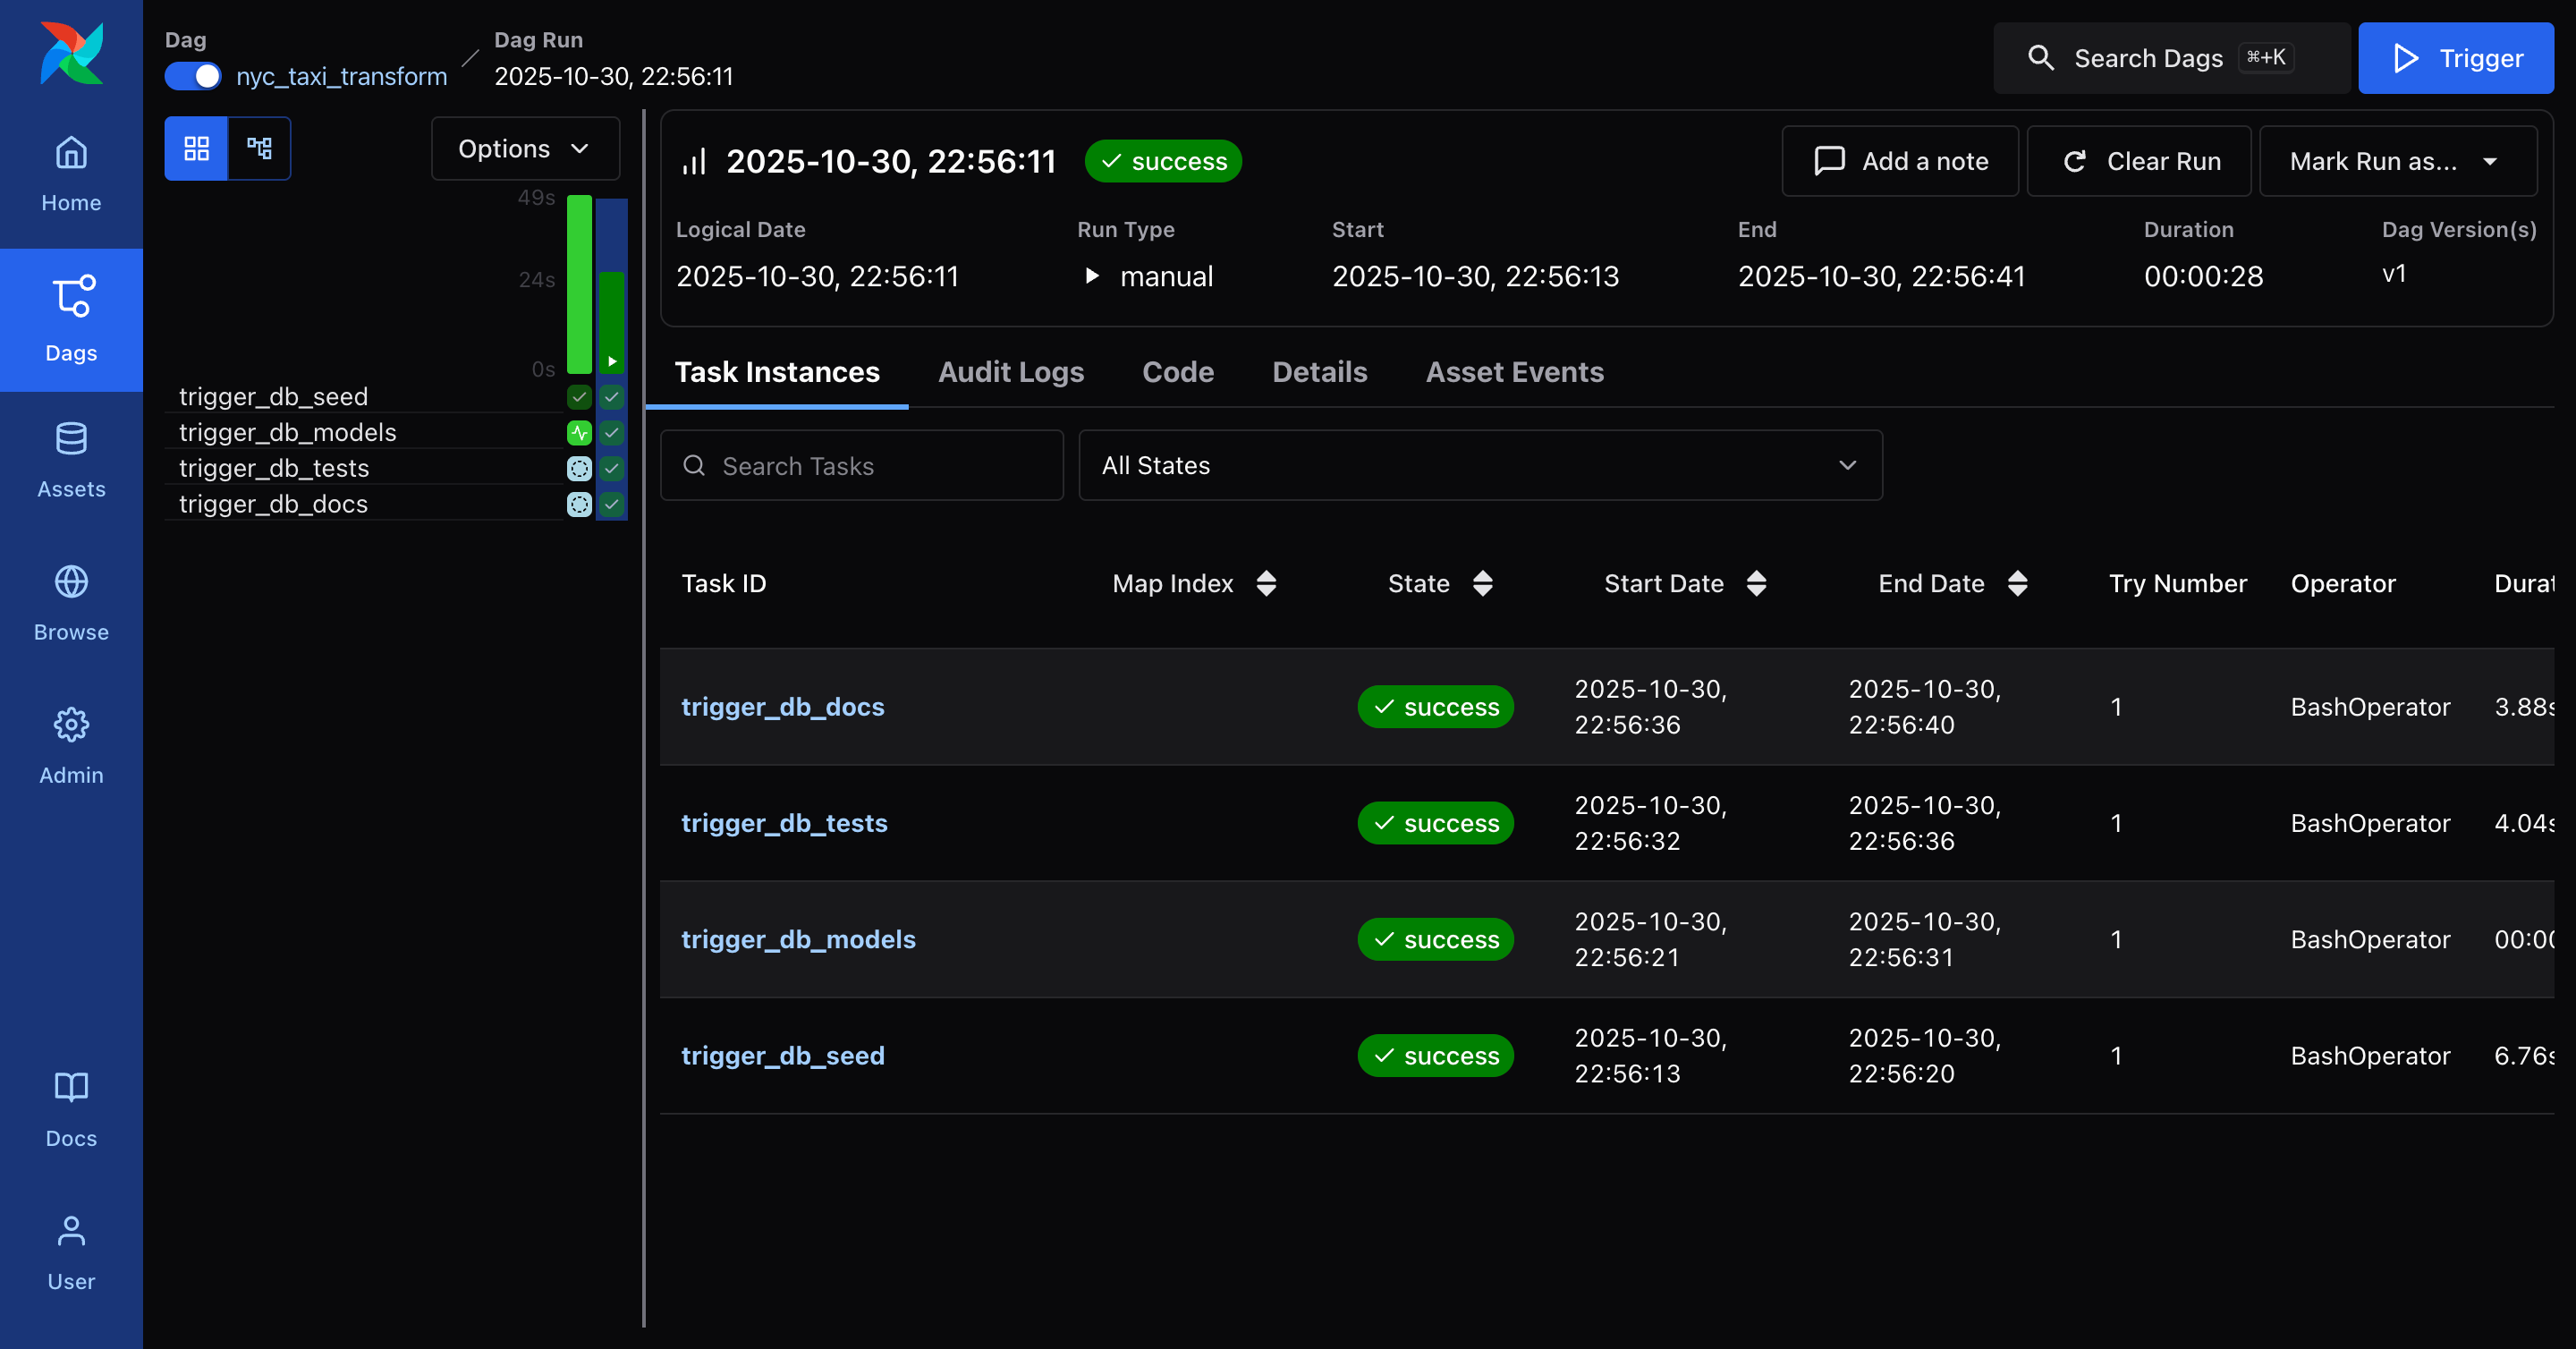 Dag
nyc_taxi_transform
Dag Run
2025-10-30, 22:56:11
Search Dags ⌘+K
Trigger
Home
Dags
Assets
Browse
Admin
Docs
User
Options
49s
24s
0s
trigger_db_seed
trigger_db_models
trigger_db_tests
trigger_db_docs
2025-10-30, 22:56:11 success
Add a note
Clear Run
Mark Run as...
Logical Date Run Type Start End Duration Dag Version(s)
2025-10-30, 22:56:11 manual 2025-10-30, 22:56:13 2025-10-30, 22:56:41 00:00:28 v1
Task Instances Audit Logs Code Details Asset Events
Search Tasks All States
Task ID Map Index State Start Date End Date Try Number Operator Durat
trigger_db_docs success 2025-10-30, 22:56:36 2025-10-30, 22:56:40 1 BashOperator 3.88s
trigger_db_tests success 2025-10-30, 22:56:32 2025-10-30, 22:56:36 1 BashOperator 4.04s
trigger_db_models success 2025-10-30, 22:56:21 2025-10-30, 22:56:31 1 BashOperator 00:00
trigger_db_seed success 2025-10-30, 22:56:13 2025-10-30, 22:56:20 1 BashOperator 6.76s